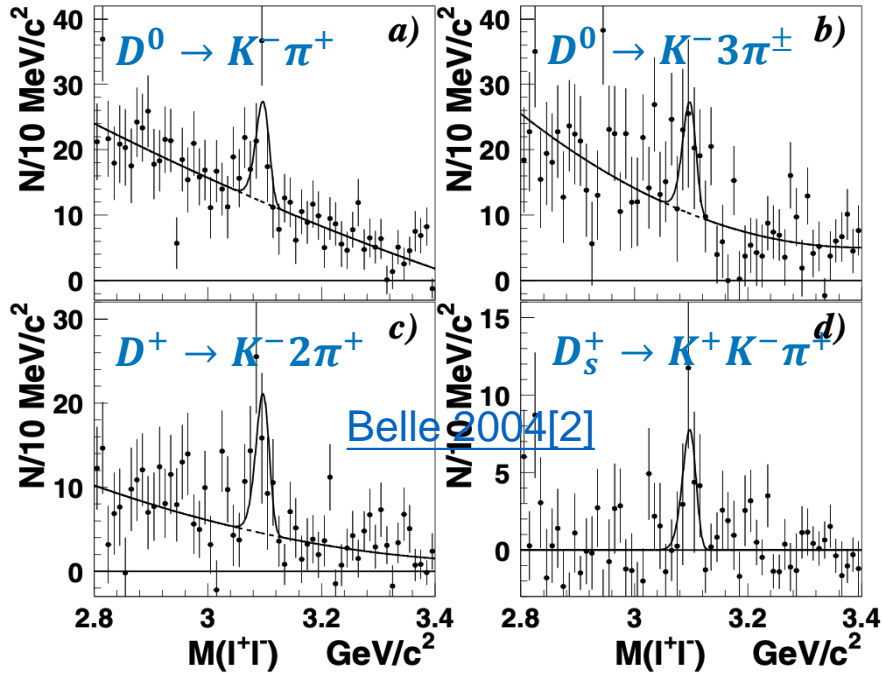 40
30
20
10
0
N/10 MeV/c²
a)
D⁰ → K⁻π⁺
40
30
20
10
0
N/10 MeV/c²
b)
D⁰ → K⁻3π±
30
20
10
0
N/10 MeV/c²
c)
D⁺ → K⁻2π⁺
15
10
5
0
N/10 MeV/c²
d)
Dₛ⁺ → K⁺K⁻π⁺
Belle 2004[2]
2.8 3 3.2 3.4
M(l⁺l⁻) GeV/c²
2.8 3 3.2 3.4
M(l⁺l⁻) GeV/c²